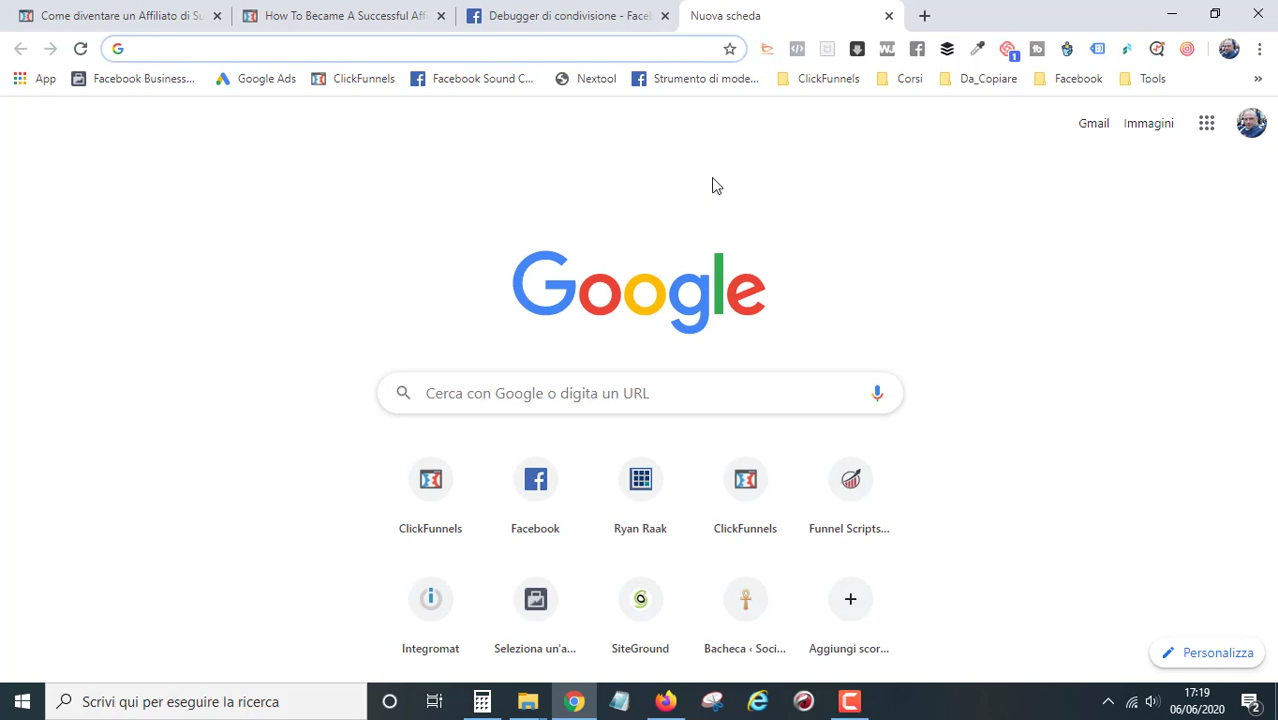 Come diventare un Affiliato di Su
How To Became A Successful Aff
Debugger di condivisione - Face
Nuova scheda
App
Facebook Business...
Google Ads
ClickFunnels
Facebook Sound C...
Nextool
Strumento di mode...
ClickFunnels
Corsi
Da_Copiare
Facebook
Tools
»
Gmail
Immagini
Google
Cerca con Google o digita un URL
ClickFunnels
Facebook
Ryan Raak
ClickFunnels
Funnel Scripts...
Integromat
Seleziona un'a...
SiteGround
Bacheca ‹ Soci...
Aggiungi scor...
Personalizza
Scrivi qui per eseguire la ricerca
17:19
06/06/2020
2